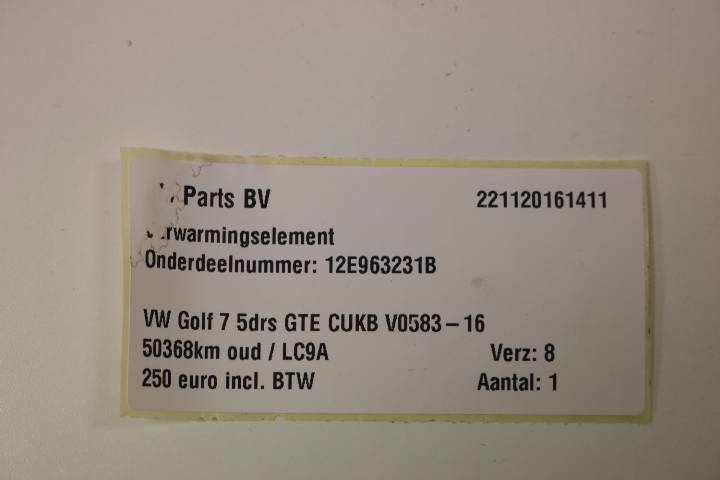 Parts BV 221120161411
rwarmingselement
Onderdeelnummer: 12E963231B
VW Golf 7 5drs GTE CUKB V0583-16
50368km oud / LC9A Verz: 8
250 euro incl. BTW Aantal: 1